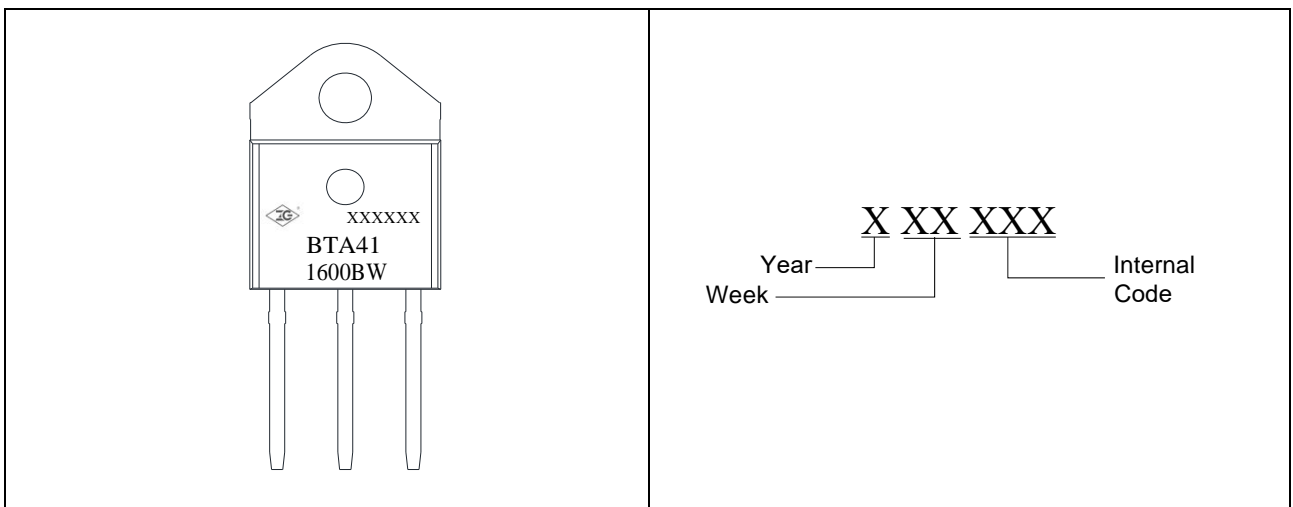 XXXXXX
BTA41
1600BW
X XX XXX
Year
Week
Internal
Code